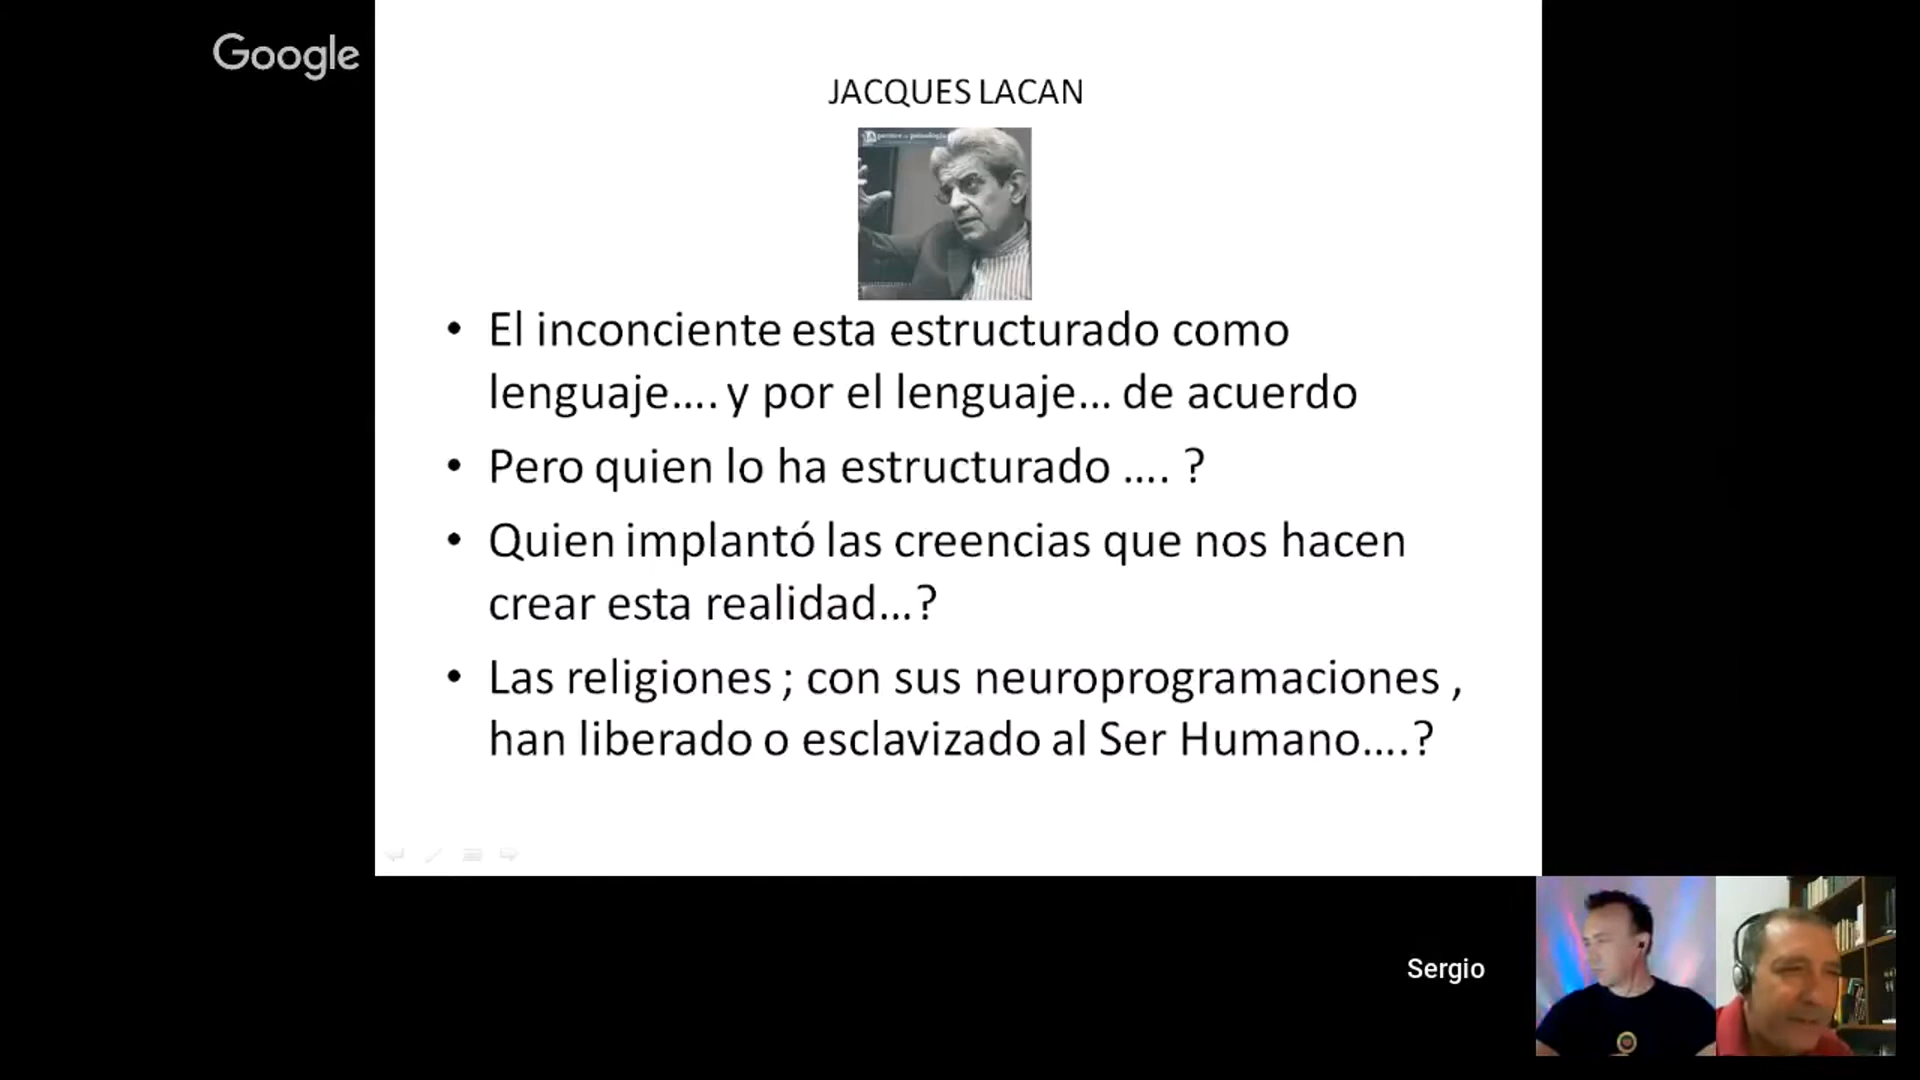 Google
JACQUES LACAN
• El inconciente esta estructurado como
lenguaje.... y por el lenguaje... de acuerdo
• Pero quien lo ha estructurado .... ?
• Quien implantó las creencias que nos hacen
crear esta realidad...?
• Las religiones ; con sus neuroprogramaciones ,
han liberado o esclavizado al Ser Humano....?
Sergio